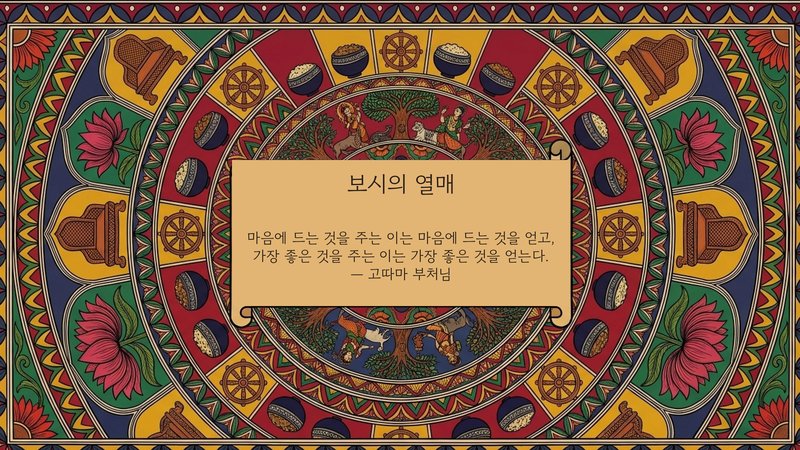 보시의 열매
마음에 드는 것을 주는 이는 마음에 드는 것을 얻고,
가장 좋은 것을 주는 이는 가장 좋은 것을 얻는다.
— 고따마 부처님